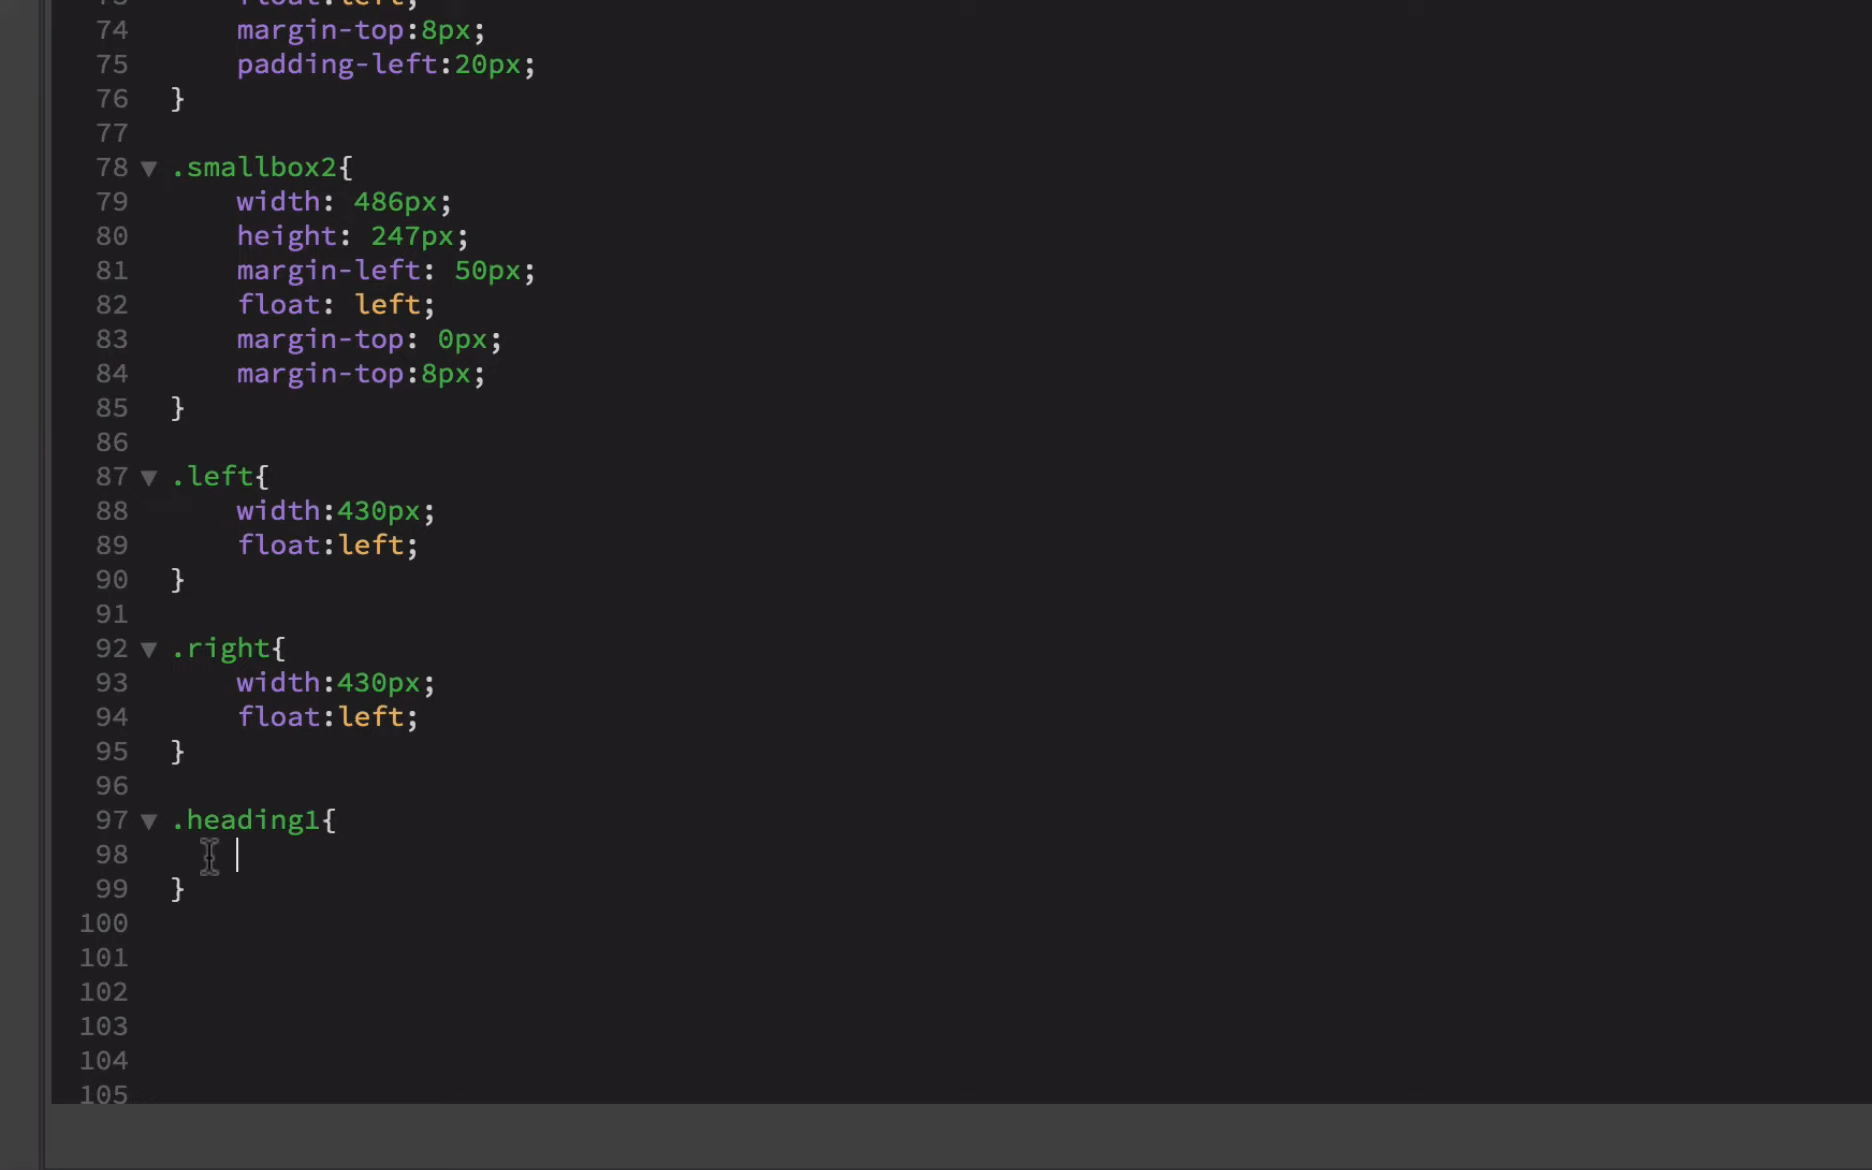 73 float:left;
74 margin-top:8px;
75 padding-left:20px;
76 }
77
78 ▼ .smallbox2{
79 width: 486px;
80 height: 247px;
81 margin-left: 50px;
82 float: left;
83 margin-top: 0px;
84 margin-top:8px;
85 }
86
87 ▼ .left{
88 width:430px;
89 float:left;
90 }
91
92 ▼ .right{
93 width:430px;
94 float:left;
95 }
96
97 ▼ .heading1{
98
99 }
100
101
102
103
104
105